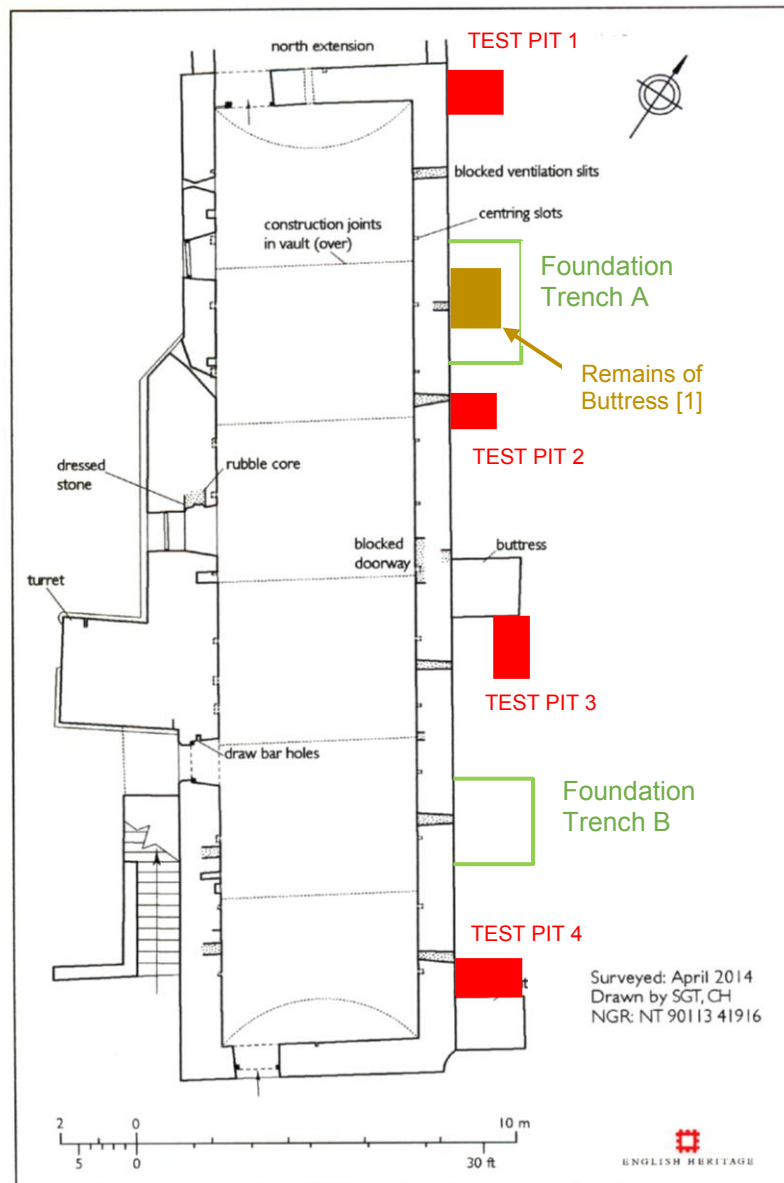 TEST PIT 1
north extension
blocked ventilation slits
centring slots
construction joints
in vault (over)
Foundation
Trench A
Remains of
Buttress [1]
TEST PIT 2
dressed
stone
rubble core
blocked
doorway
buttress
turret
TEST PIT 3
draw bar holes
Foundation
Trench B
TEST PIT 4
Surveyed: April 2014
Drawn by SGT, CH
NGR: NT 90113 41916
2 0 10 m
5 0 30 ft
ENGLISH HERITAGE